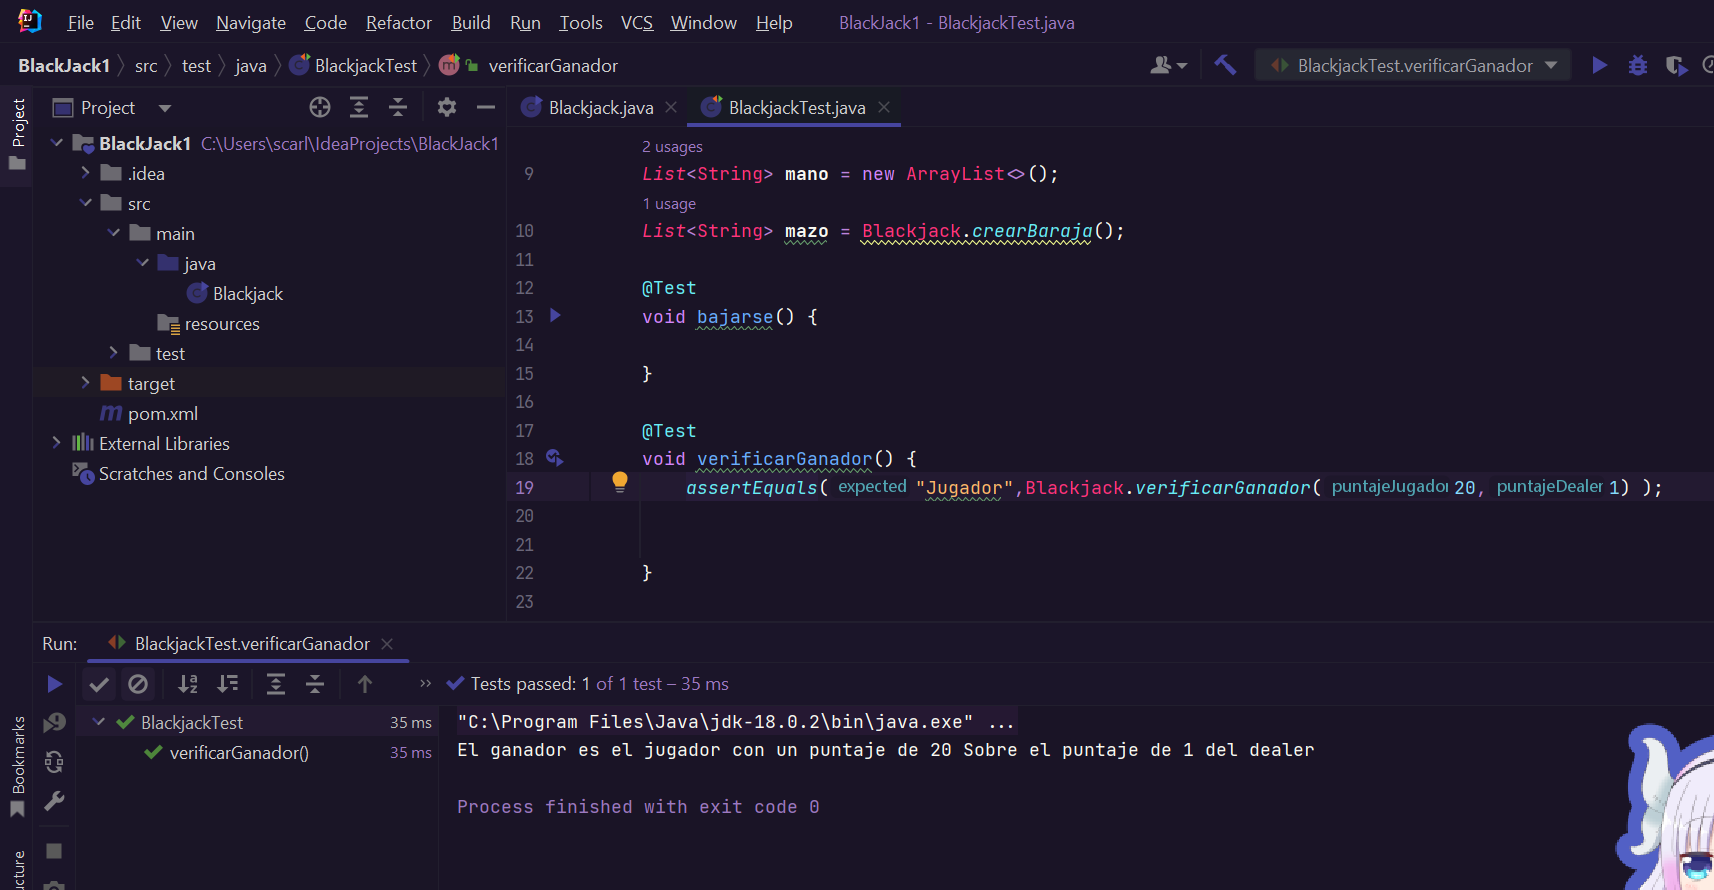 File Edit View Navigate Code Refactor Build Run Tools VCS Window Help BlackJack1 - BlackjackTest.java
BlackJack1 src test java BlackjackTest m verificarGanador BlackjackTest.verificarGanador
Project
Project
Blackjack.java BlackjackTest.java
BlackJack1 C:\Users\scarl\IdeaProjects\BlackJack1
.idea
src
main
java
Blackjack
resources
test
target
pom.xml
External Libraries
Scratches and Consoles
2 usages
9 List<String> mano = new ArrayList<>();
1 usage
10 List<String> mazo = Blackjack.crearBaraja();
11
12 @Test
13 void bajarse() {
14
15 }
16
17 @Test
18 void verificarGanador() {
19 assertEquals( expected "Jugador",Blackjack.verificarGanador( puntajeJugador 20, puntajeDealer 1) );
20
21
22 }
23
Run: BlackjackTest.verificarGanador
Tests passed: 1 of 1 test – 35 ms
BlackjackTest 35 ms
verificarGanador() 35 ms
"C:\Program Files\Java\jdk-18.0.2\bin\java.exe" ...
El ganador es el jugador con un puntaje de 20 Sobre el puntaje de 1 del dealer
Process finished with exit code 0
Bookmarks
ucture